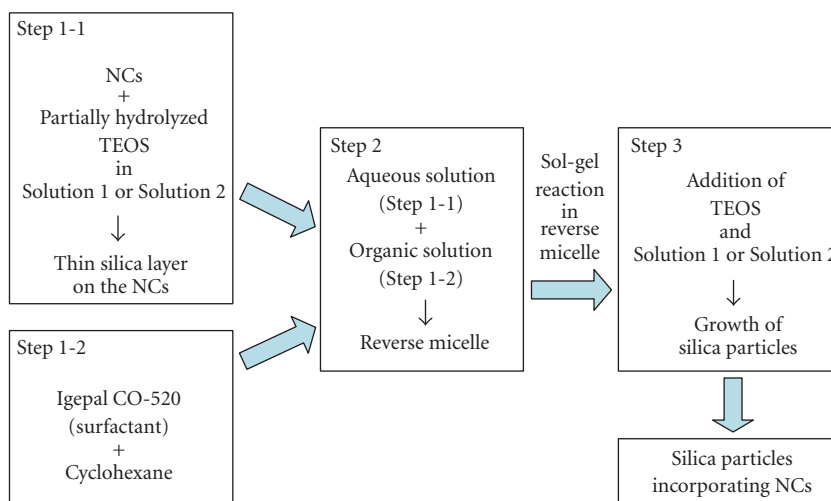 Step 1-1
NCs
+
Partially hydrolyzed
TEOS
in
Solution 1 or Solution 2
↓
Thin silica layer
on the NCs
Step 1-2
Igepal CO-520
(surfactant)
+
Cyclohexane
Step 2
Aqueous solution
(Step 1-1)
+
Organic solution
(Step 1-2)
↓
Reverse micelle
Sol-gel
reaction
in
reverse
micelle
Step 3
Addition of
TEOS
and
Solution 1 or Solution 2
↓
Growth of
silica particles
Silica particles
incorporating NCs